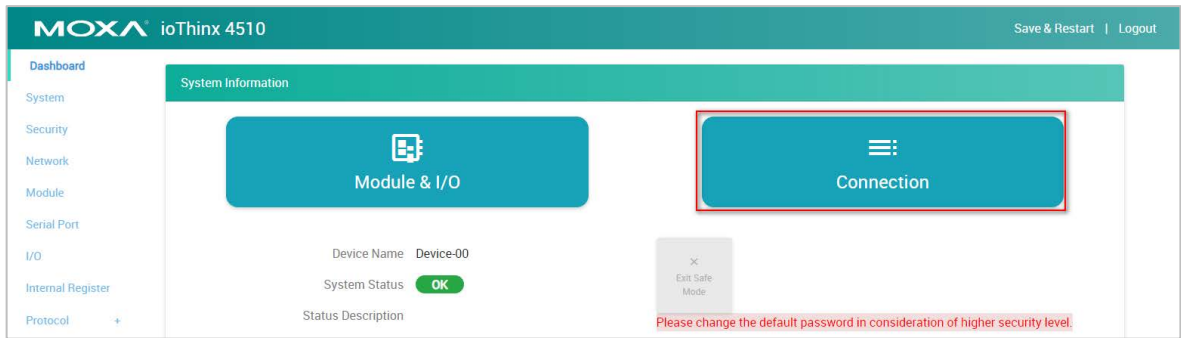 MOXA ioThinx 4510
Save & Restart | Logout
Dashboard
System
Security
Network
Module
Serial Port
I/O
Internal Register
Protocol +
System Information
Module & I/O
Connection
Device Name Device-00
System Status OK
Status Description
× Exit Safe
Mode
Please change the default password in consideration of higher security level.